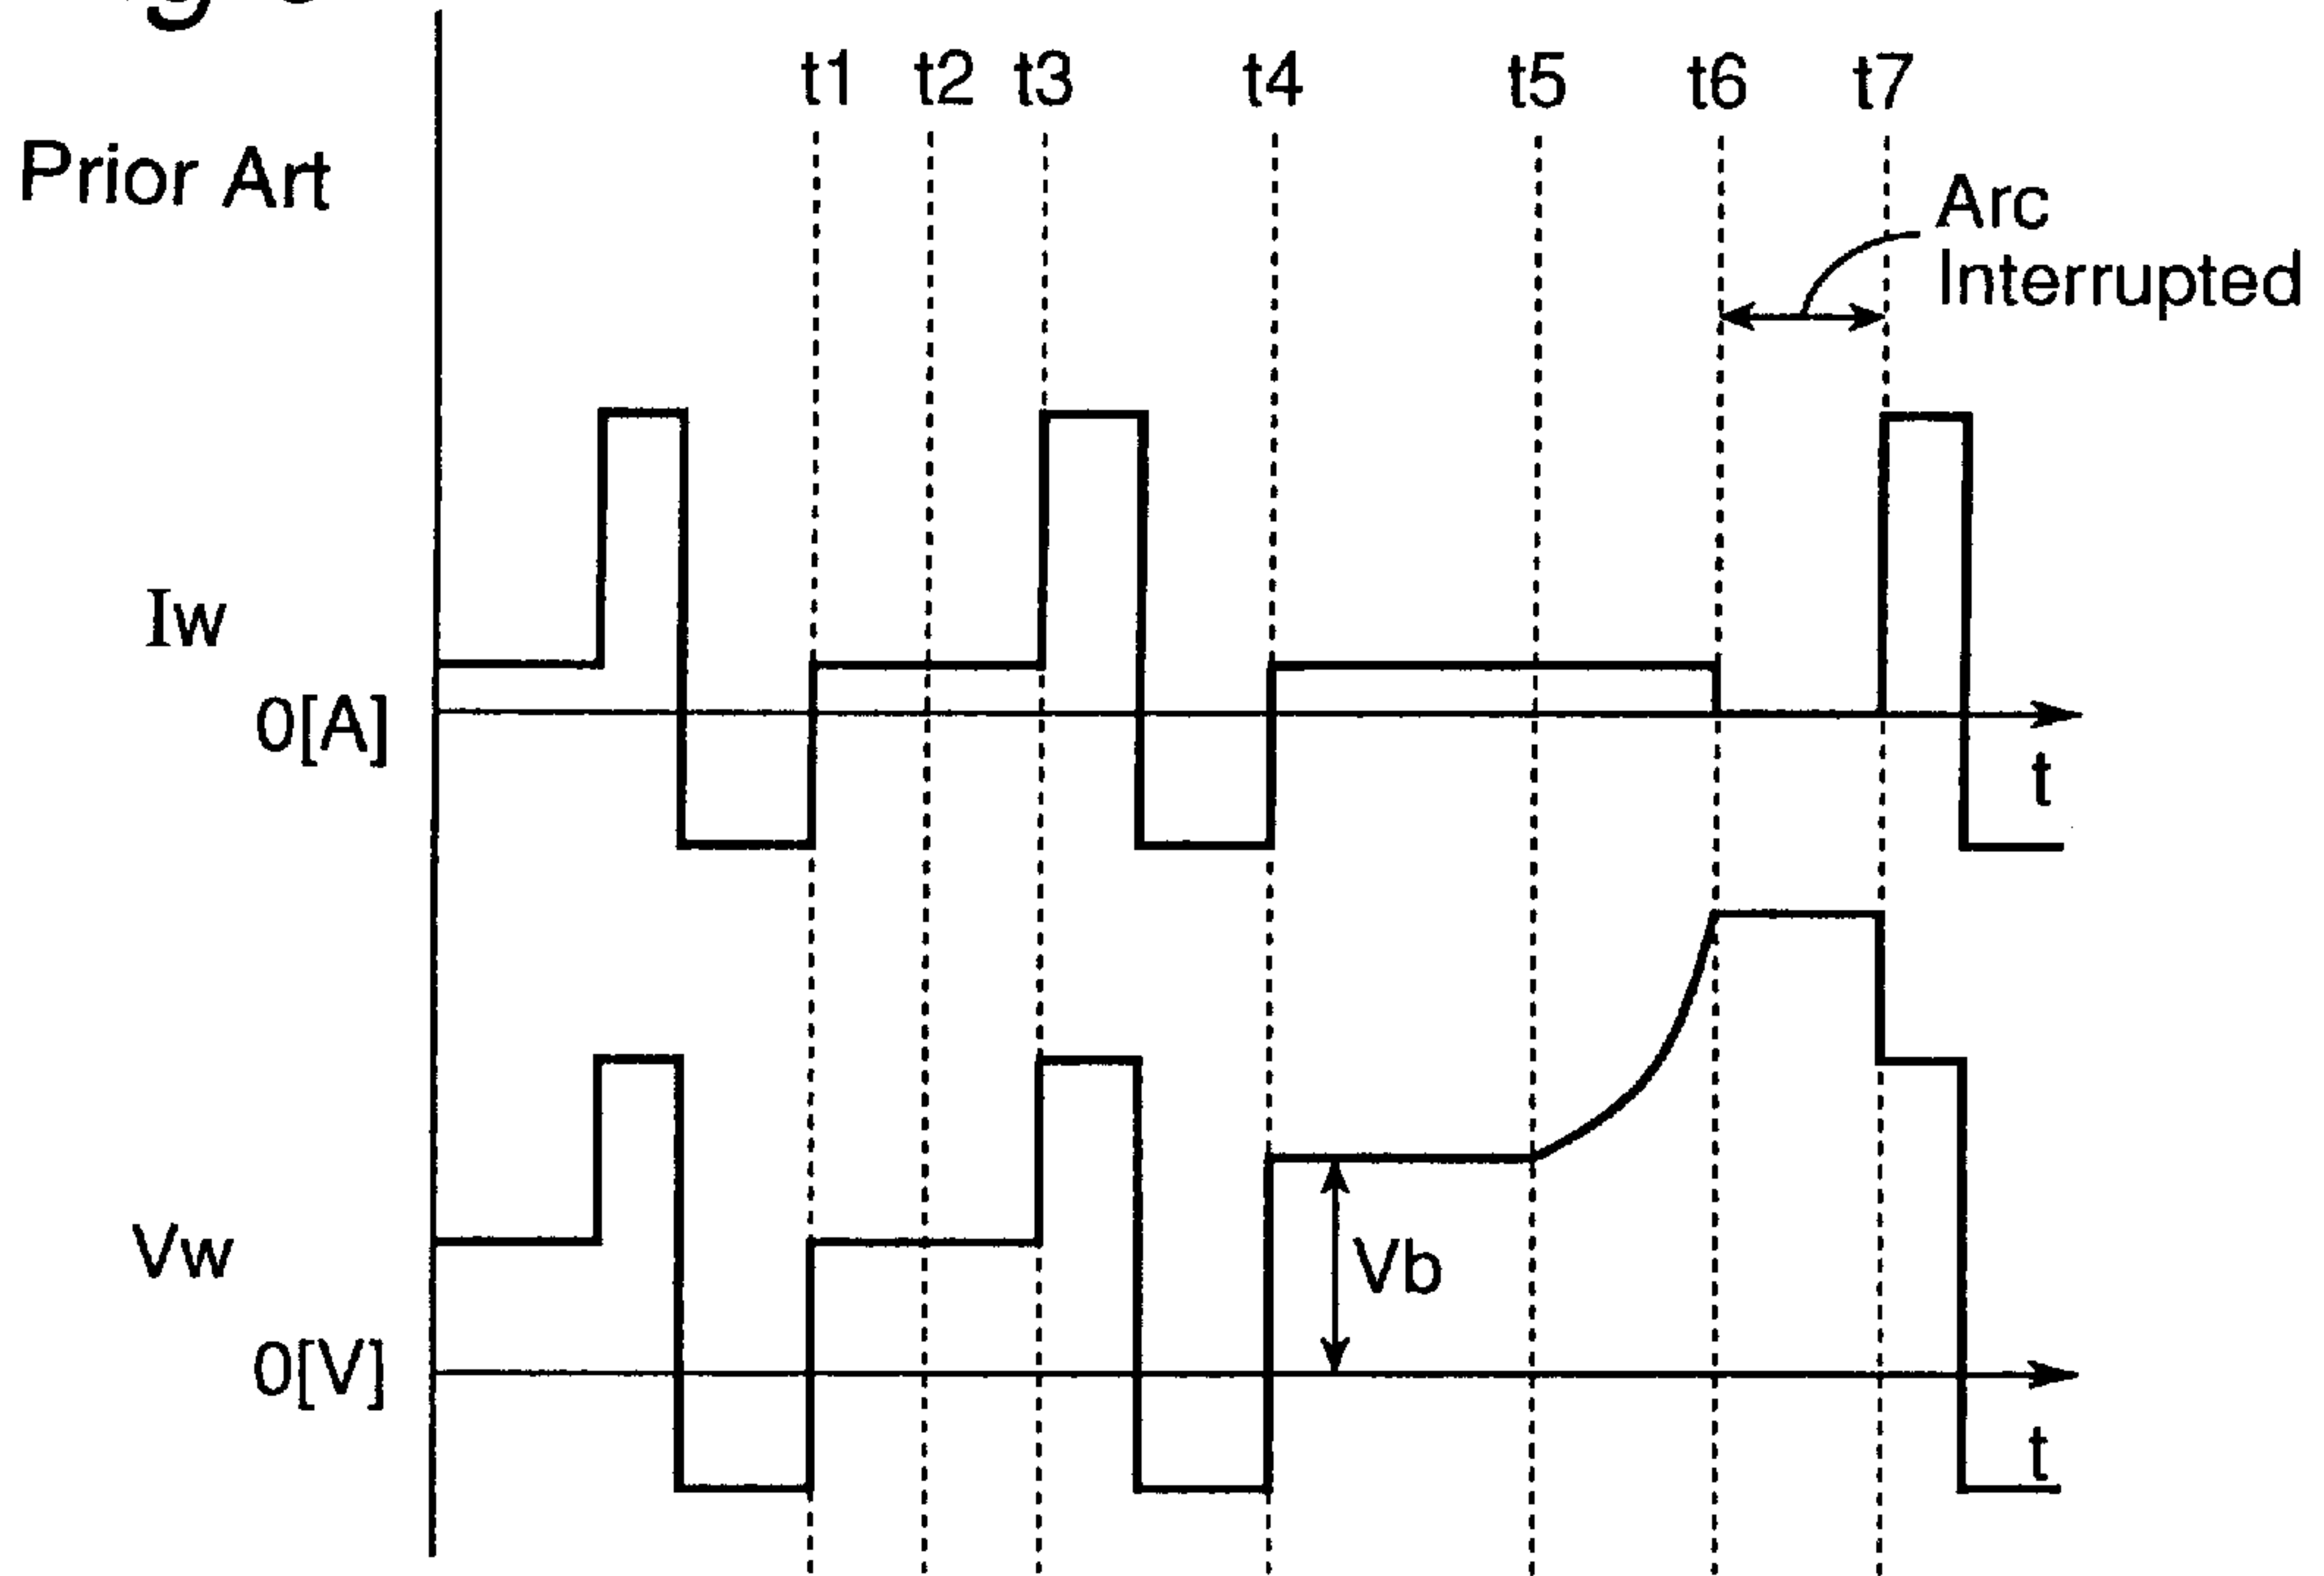 t1 t2 t3 t4 t5 t6 t7
Prior Art
Arc
Interrupted
Iw
0[A]
t
Vw
Vb
0[V]
t